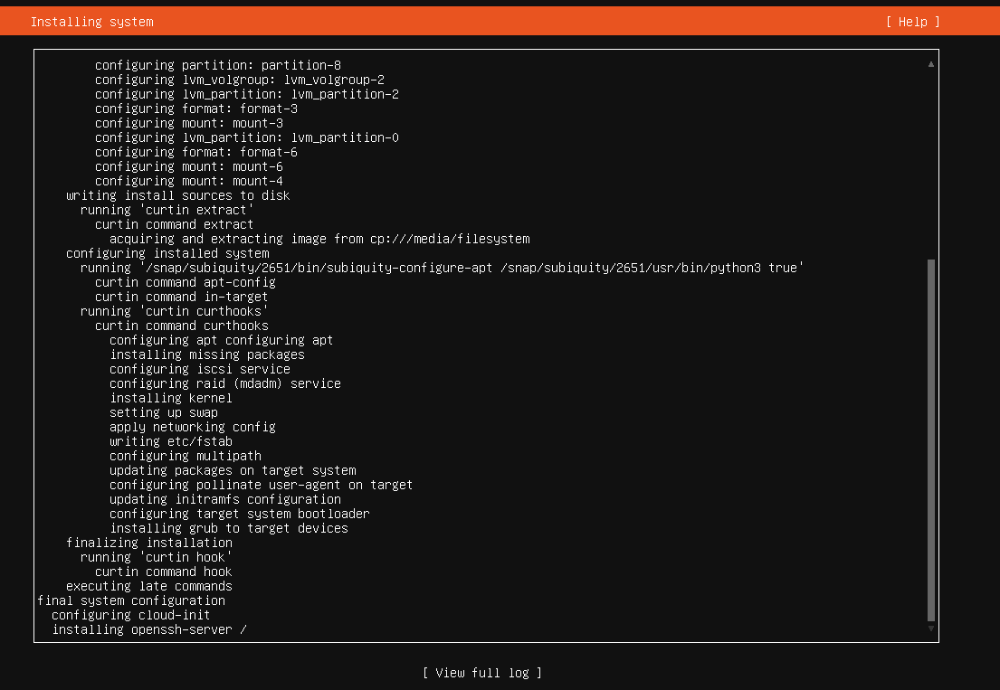 Installing system [ Help ]
configuring partition: partition-8
configuring lvm_volgroup: lvm_volgroup-2
configuring lvm_partition: lvm_partition-2
configuring format: format-3
configuring mount: mount-3
configuring lvm_partition: lvm_partition-0
configuring format: format-6
configuring mount: mount-6
configuring mount: mount-4
writing install sources to disk
running 'curtin extract'
curtin command extract
acquiring and extracting image from cp:///media/filesystem
configuring installed system
running '/snap/subiquity/2651/bin/subiquity-configure-apt /snap/subiquity/2651/usr/bin/python3 true'
curtin command apt-config
curtin command in-target
running 'curtin curthooks'
curtin command curthooks
configuring apt configuring apt
installing missing packages
configuring iscsi service
configuring raid (mdadm) service
installing kernel
setting up swap
apply networking config
writing etc/fstab
configuring multipath
updating packages on target system
configuring pollinate user-agent on target
updating initramfs configuration
configuring target system bootloader
installing grub to target devices
finalizing installation
running 'curtin hook'
curtin command hook
executing late commands
final system configuration
configuring cloud-init
installing openssh-server /
[ View full log ]